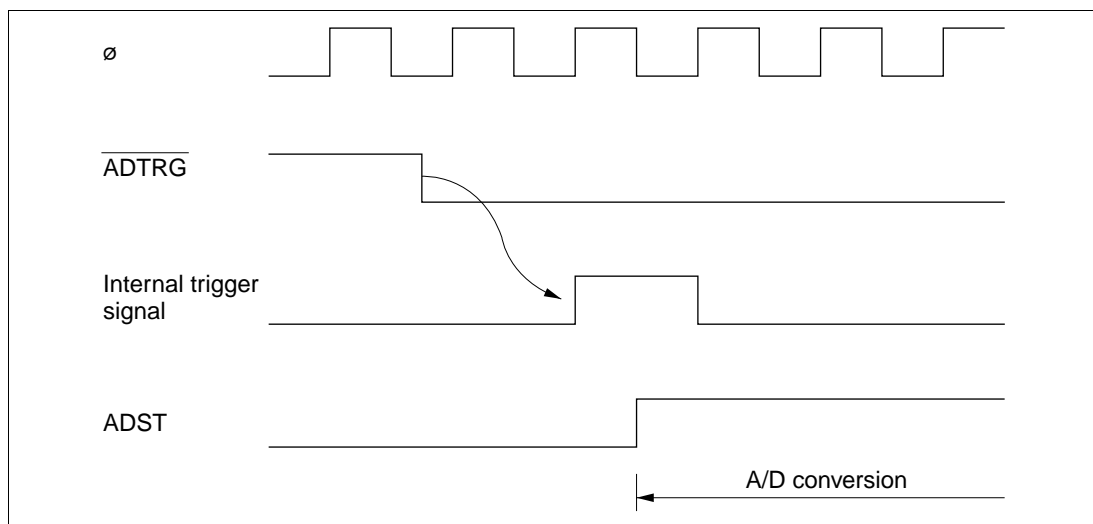 ø
ADTRG
Internal trigger
signal
ADST
A/D conversion